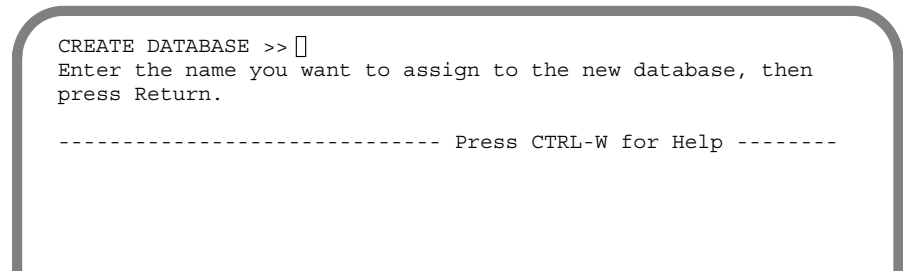 CREATE DATABASE >>
Enter the name you want to assign to the new database, then
press Return.
------------------------------ Press CTRL-W for Help --------